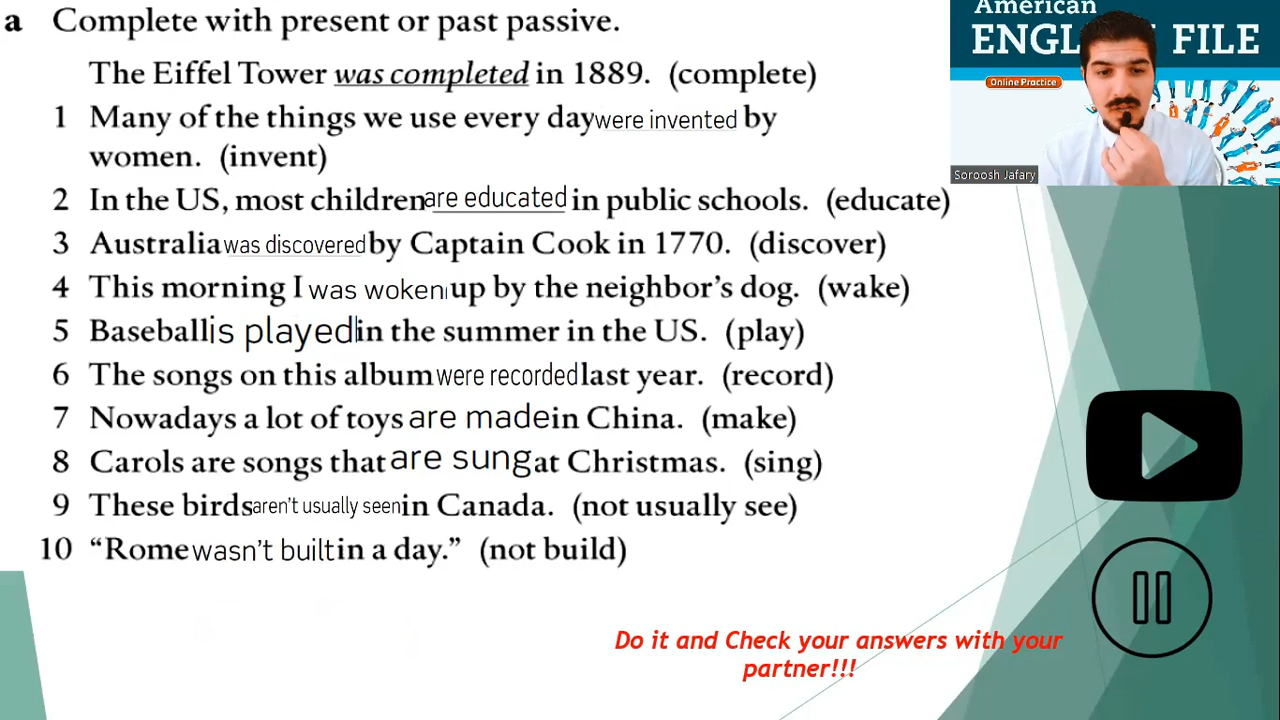 a Complete with present or past passive.
The Eiffel Tower was completed in 1889. (complete)
1 Many of the things we use every day were invented by
women. (invent)
2 In the US, most children are educated in public schools. (educate)
3 Australia was discovered by Captain Cook in 1770. (discover)
4 This morning I was woken up by the neighbor's dog. (wake)
5 Baseball is played in the summer in the US. (play)
6 The songs on this album were recorded last year. (record)
7 Nowadays a lot of toys are made in China. (make)
8 Carols are songs that are sung at Christmas. (sing)
9 These birds aren't usually seen in Canada. (not usually see)
10 "Rome wasn't built in a day." (not build)
Do it and Check your answers with your
partner!!!
American
ENGL FILE
Online Practice
Soroosh Jafary